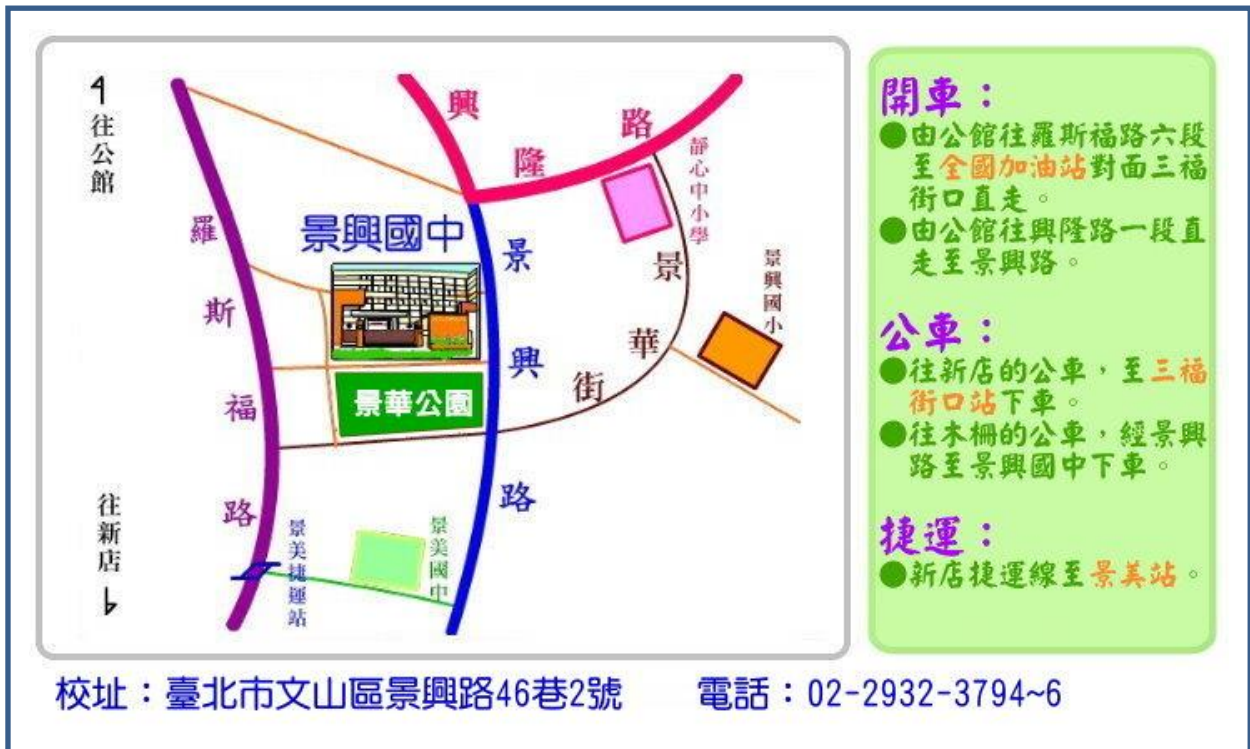 往公館
羅斯福路
往新店
興隆路
靜心中小學
景興國中
景興路
景華街
景興國小
景華公園
景美捷運站
景美國中
開車：
●由公館往羅斯福路六段
至全國加油站對面三福
街口直走。
●由公館往興隆路一段直
走至景興路。
公車：
●往新店的公車，至三福
街口站下車。
●往木柵的公車，經景興
路至景興國中下車。
捷運：
●新店捷運線至景美站。
校址：臺北市文山區景興路46巷2號 電話：02-2932-3794~6